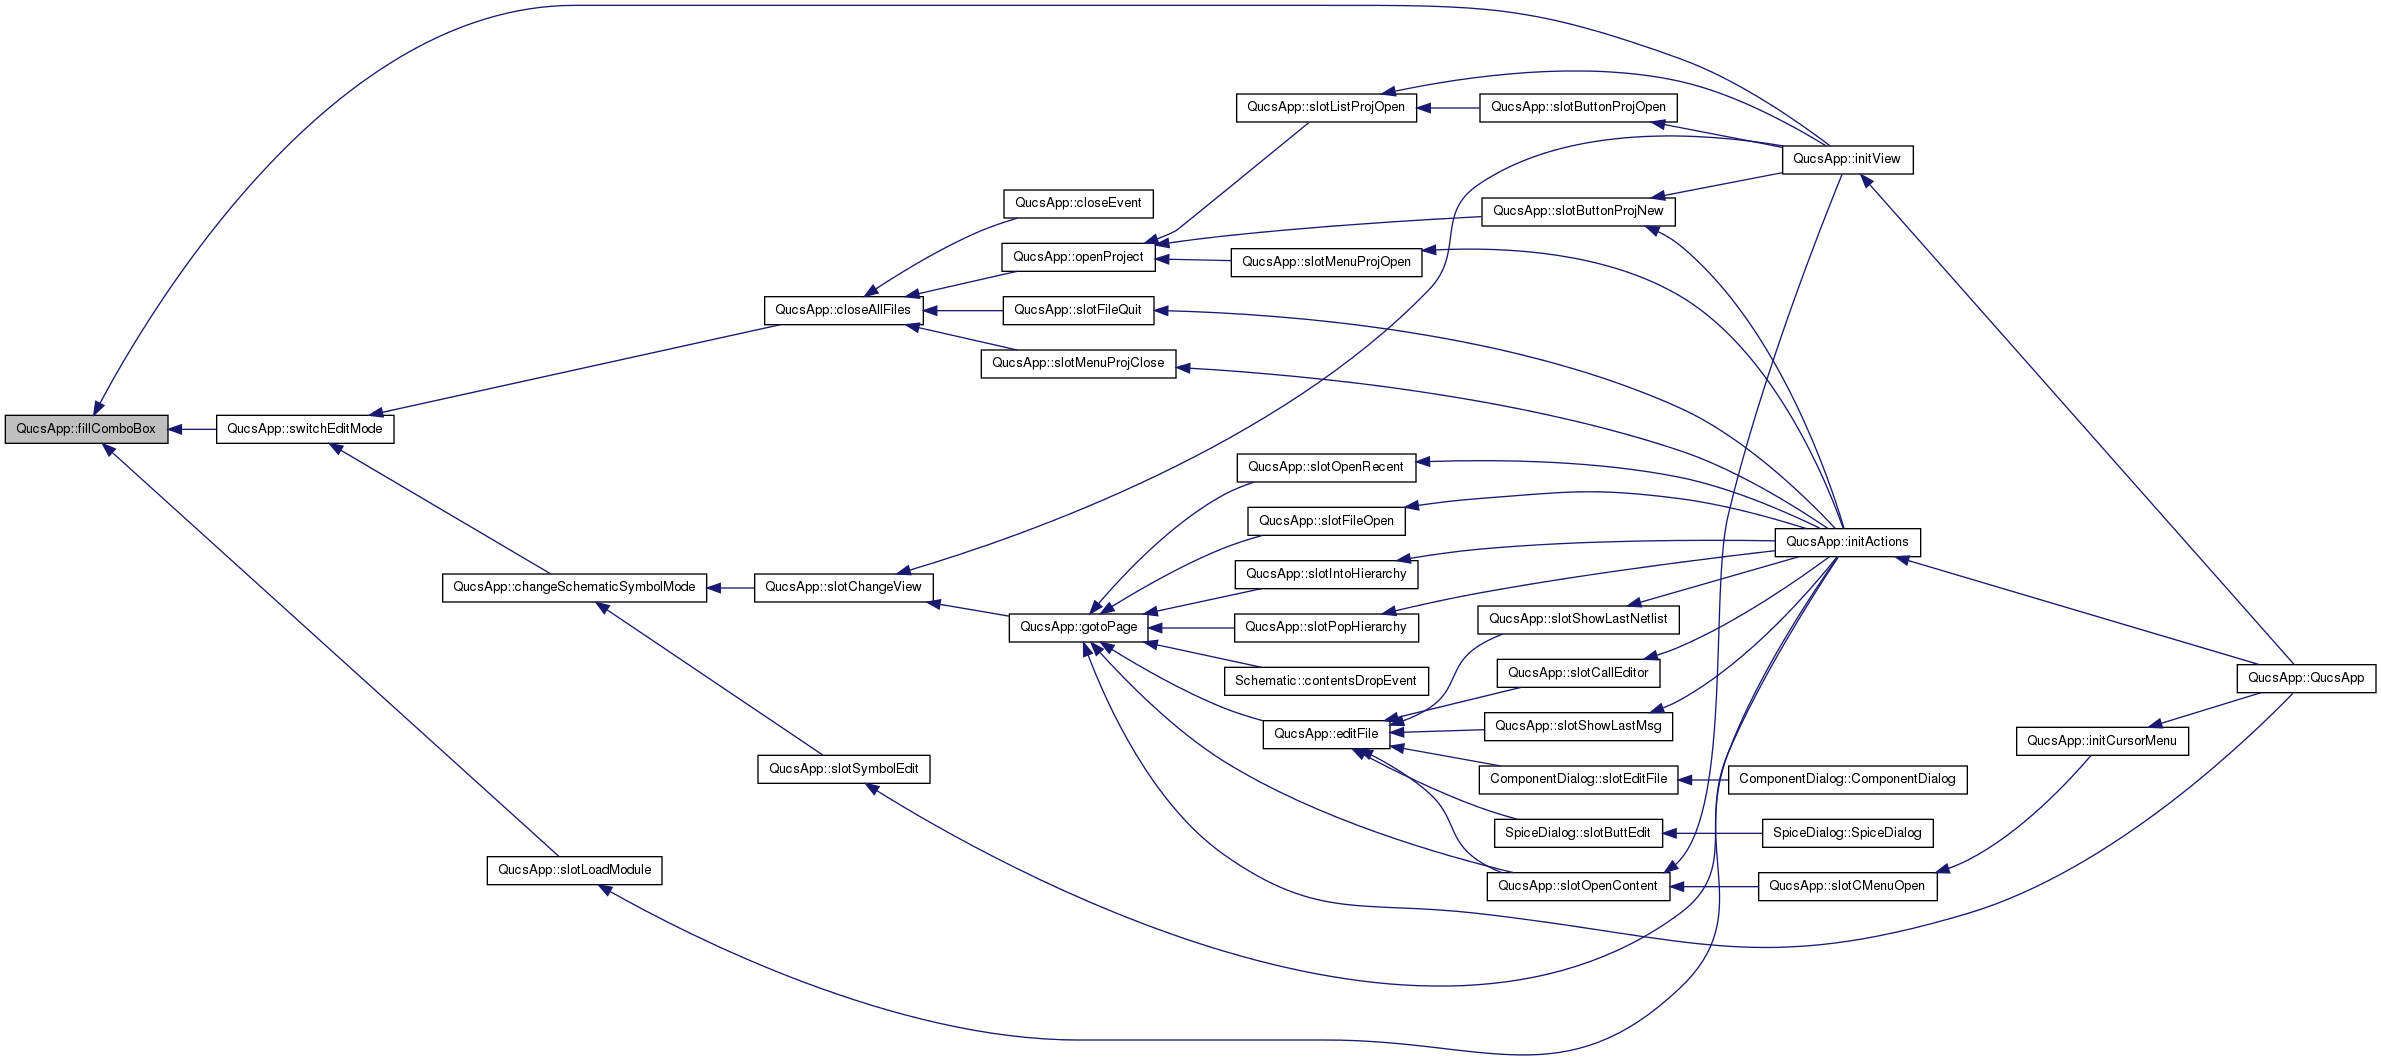 QucsApp::slotListProjOpen
QucsApp::slotButtonProjOpen
QucsApp::initView
QucsApp::closeEvent
QucsApp::slotButtonProjNew
QucsApp::openProject
QucsApp::slotMenuProjOpen
QucsApp::closeAllFiles
QucsApp::slotFileQuit
QucsApp::slotMenuProjClose
QucsApp::fillComboBox
QucsApp::switchEditMode
QucsApp::slotOpenRecent
QucsApp::slotFileOpen
QucsApp::initActions
QucsApp::slotIntoHierarchy
QucsApp::changeSchematicSymbolMode
QucsApp::slotChangeView
QucsApp::slotShowLastNetlist
QucsApp::gotoPage
QucsApp::slotPopHierarchy
QucsApp::slotCallEditor
QucsApp::QucsApp
Schematic::contentsDropEvent
QucsApp::slotShowLastMsg
QucsApp::editFile
QucsApp::initCursorMenu
QucsApp::slotSymbolEdit
ComponentDialog::slotEditFile
ComponentDialog::ComponentDialog
SpiceDialog::slotButtEdit
SpiceDialog::SpiceDialog
QucsApp::slotLoadModule
QucsApp::slotOpenContent
QucsApp::slotCMenuOpen